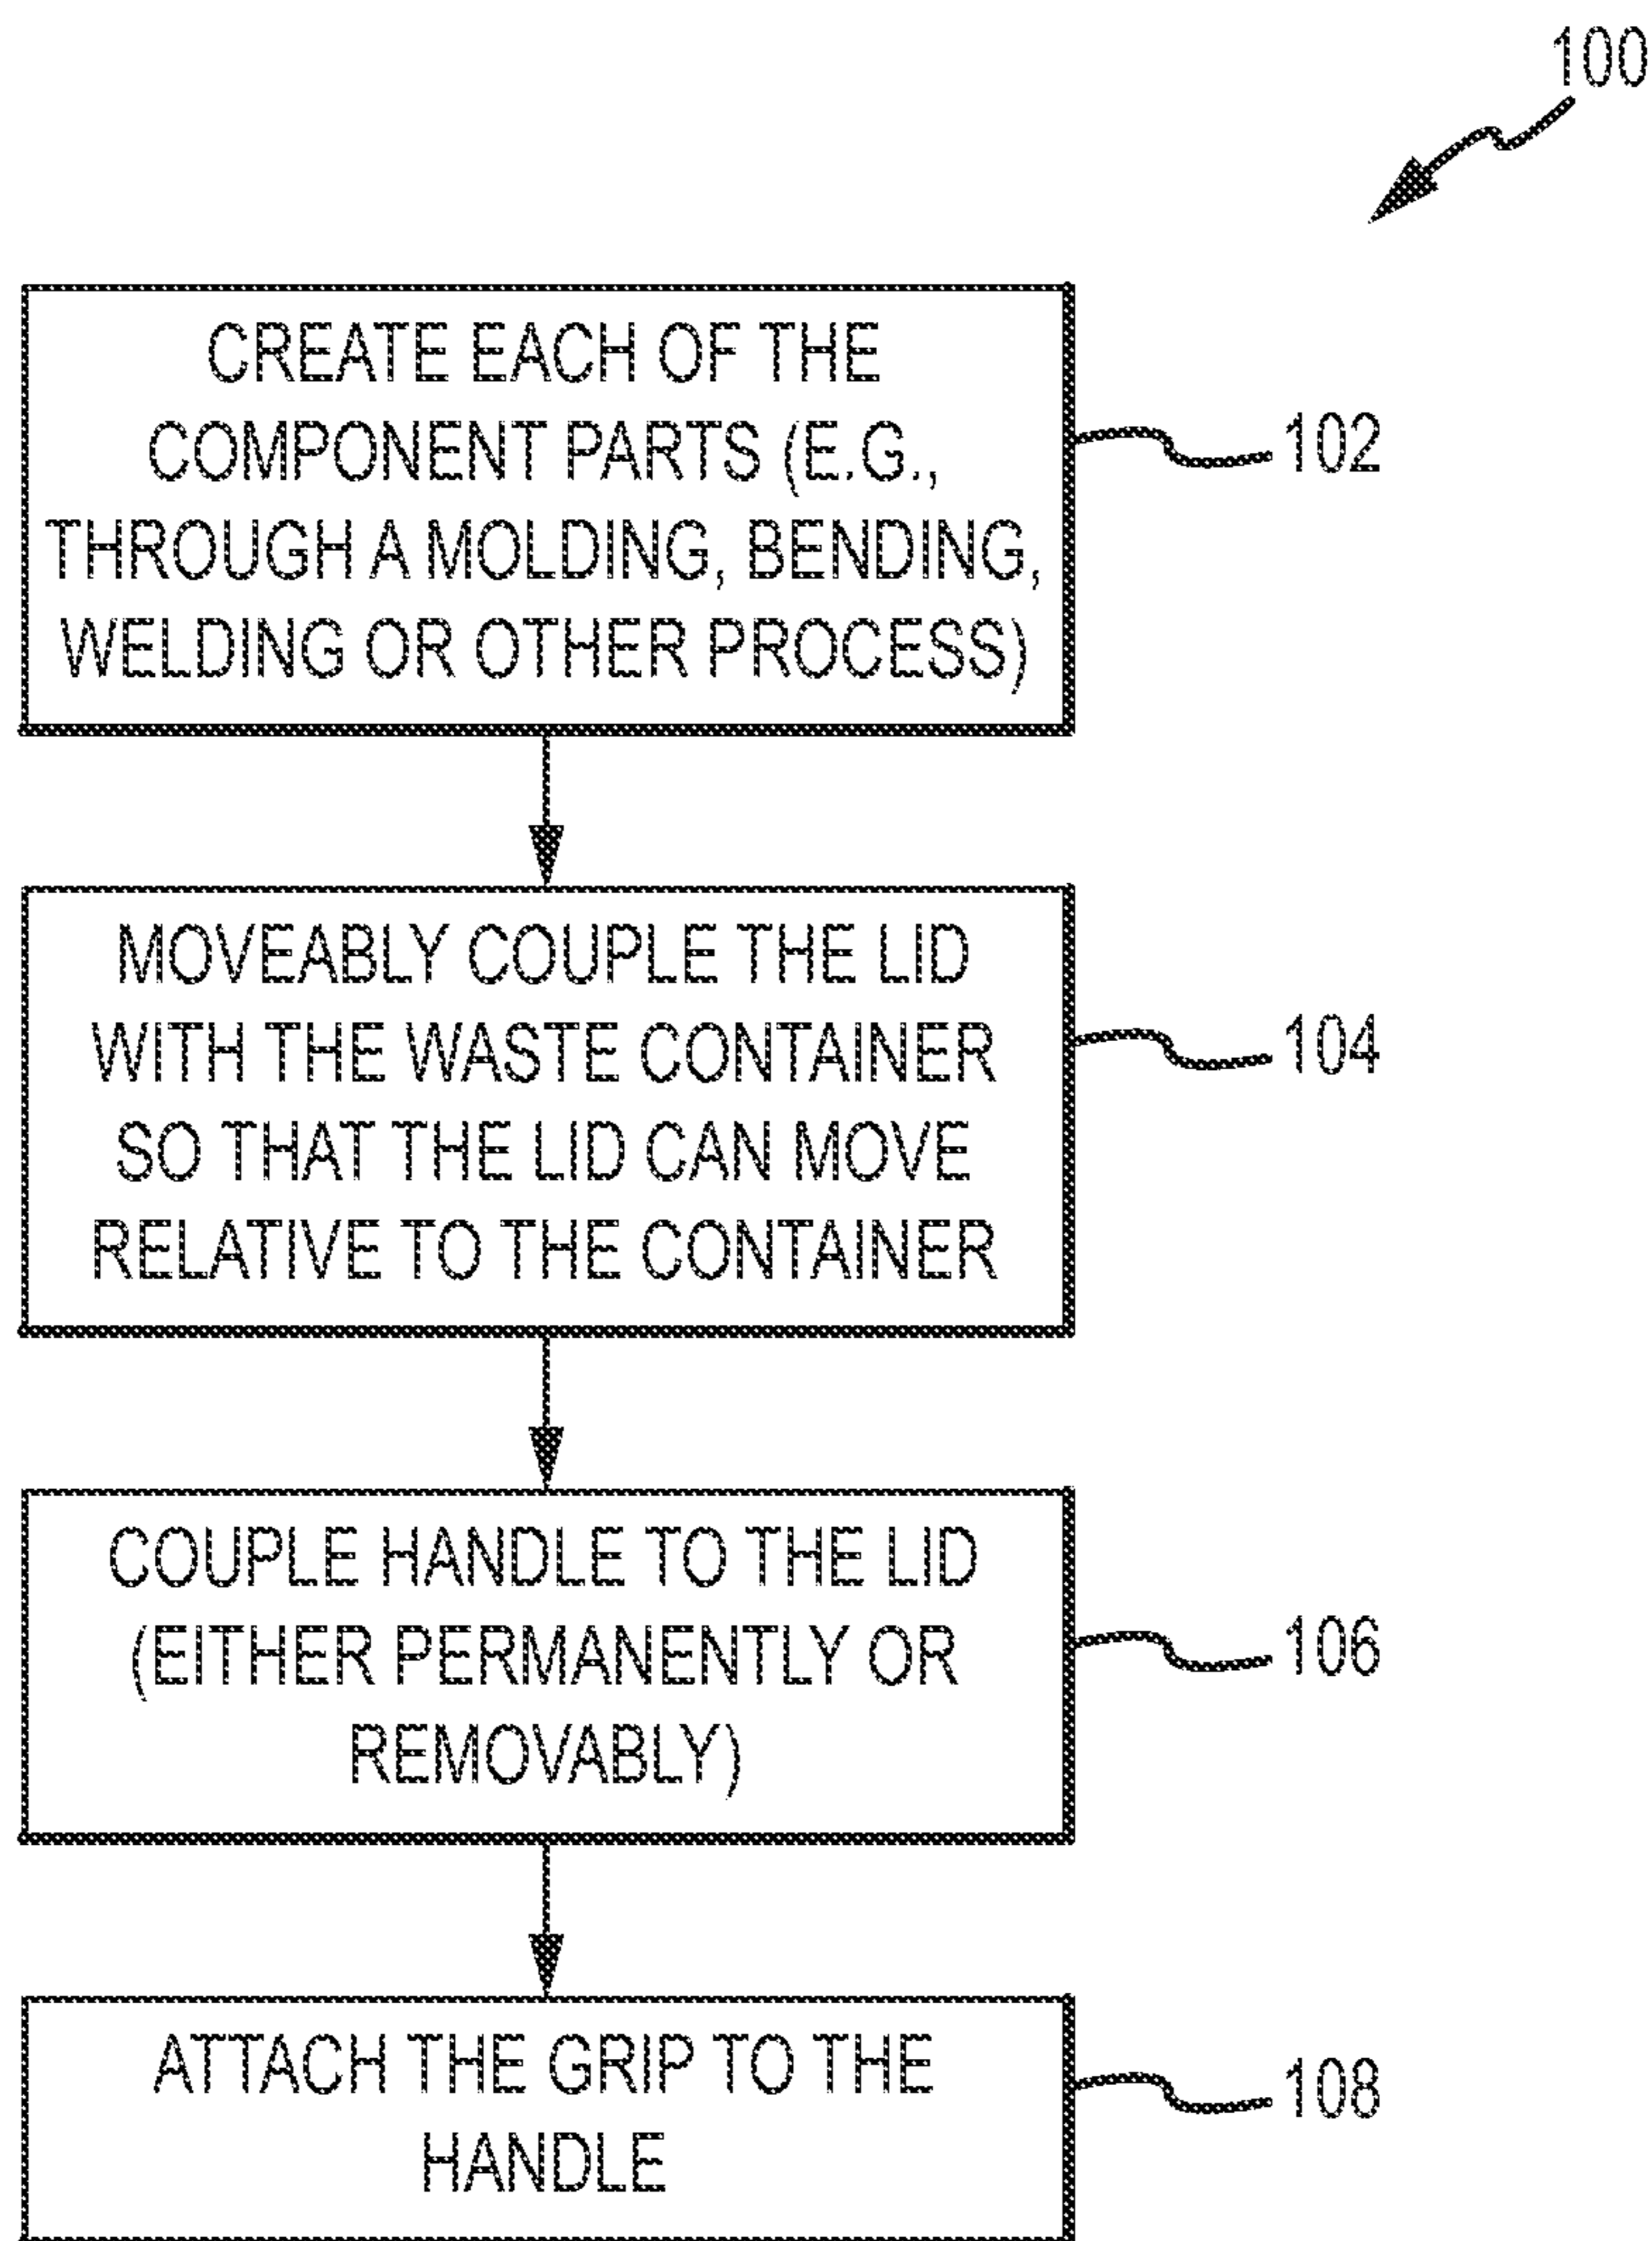 100
CREATE EACH OF THE
COMPONENT PARTS (E.G.,
THROUGH A MOLDING, BENDING,
WELDING OR OTHER PROCESS)
102
MOVEABLY COUPLE THE LID
WITH THE WASTE CONTAINER
SO THAT THE LID CAN MOVE
RELATIVE TO THE CONTAINER
104
COUPLE HANDLE TO THE LID
(EITHER PERMANENTLY OR
REMOVABLY)
106
ATTACH THE GRIP TO THE
HANDLE
108